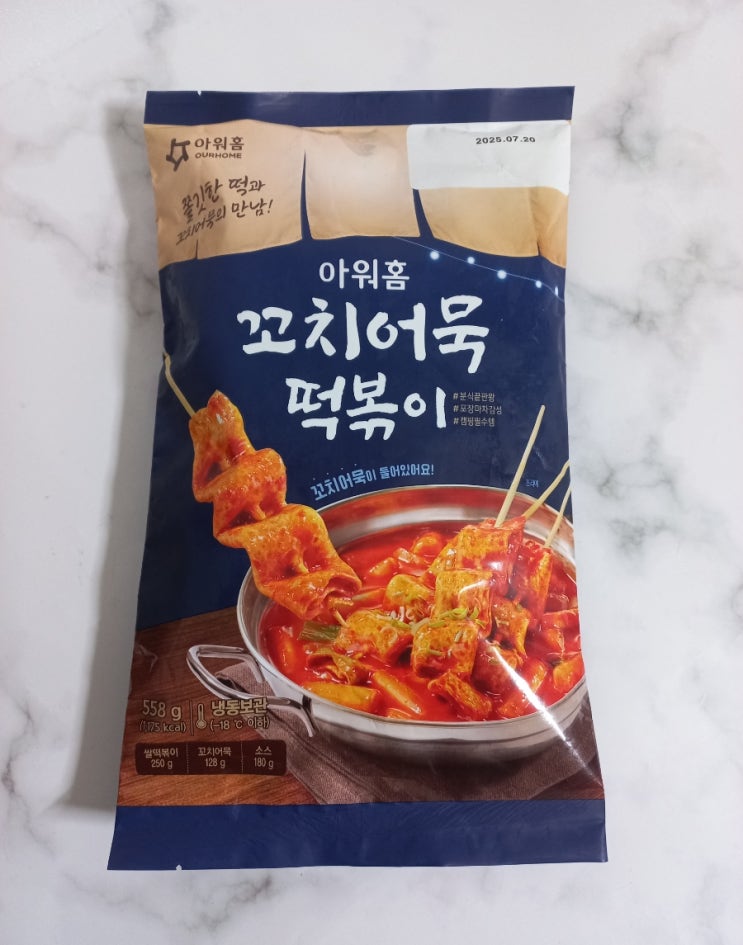 아워홈
OURHOME
2025.07.20
쫄깃한 떡과
꼬치어묵의 만남!
아워홈
꼬치어묵
떡볶이
#분식끝판왕
#포장마차감성
#캠핑필수템
꼬치어묵이 들어있어요!
558 g
냉동보관
(-18 ℃ 이하)
쌀떡볶이
250 g
꼬치어묵
128 g
소스
180 g